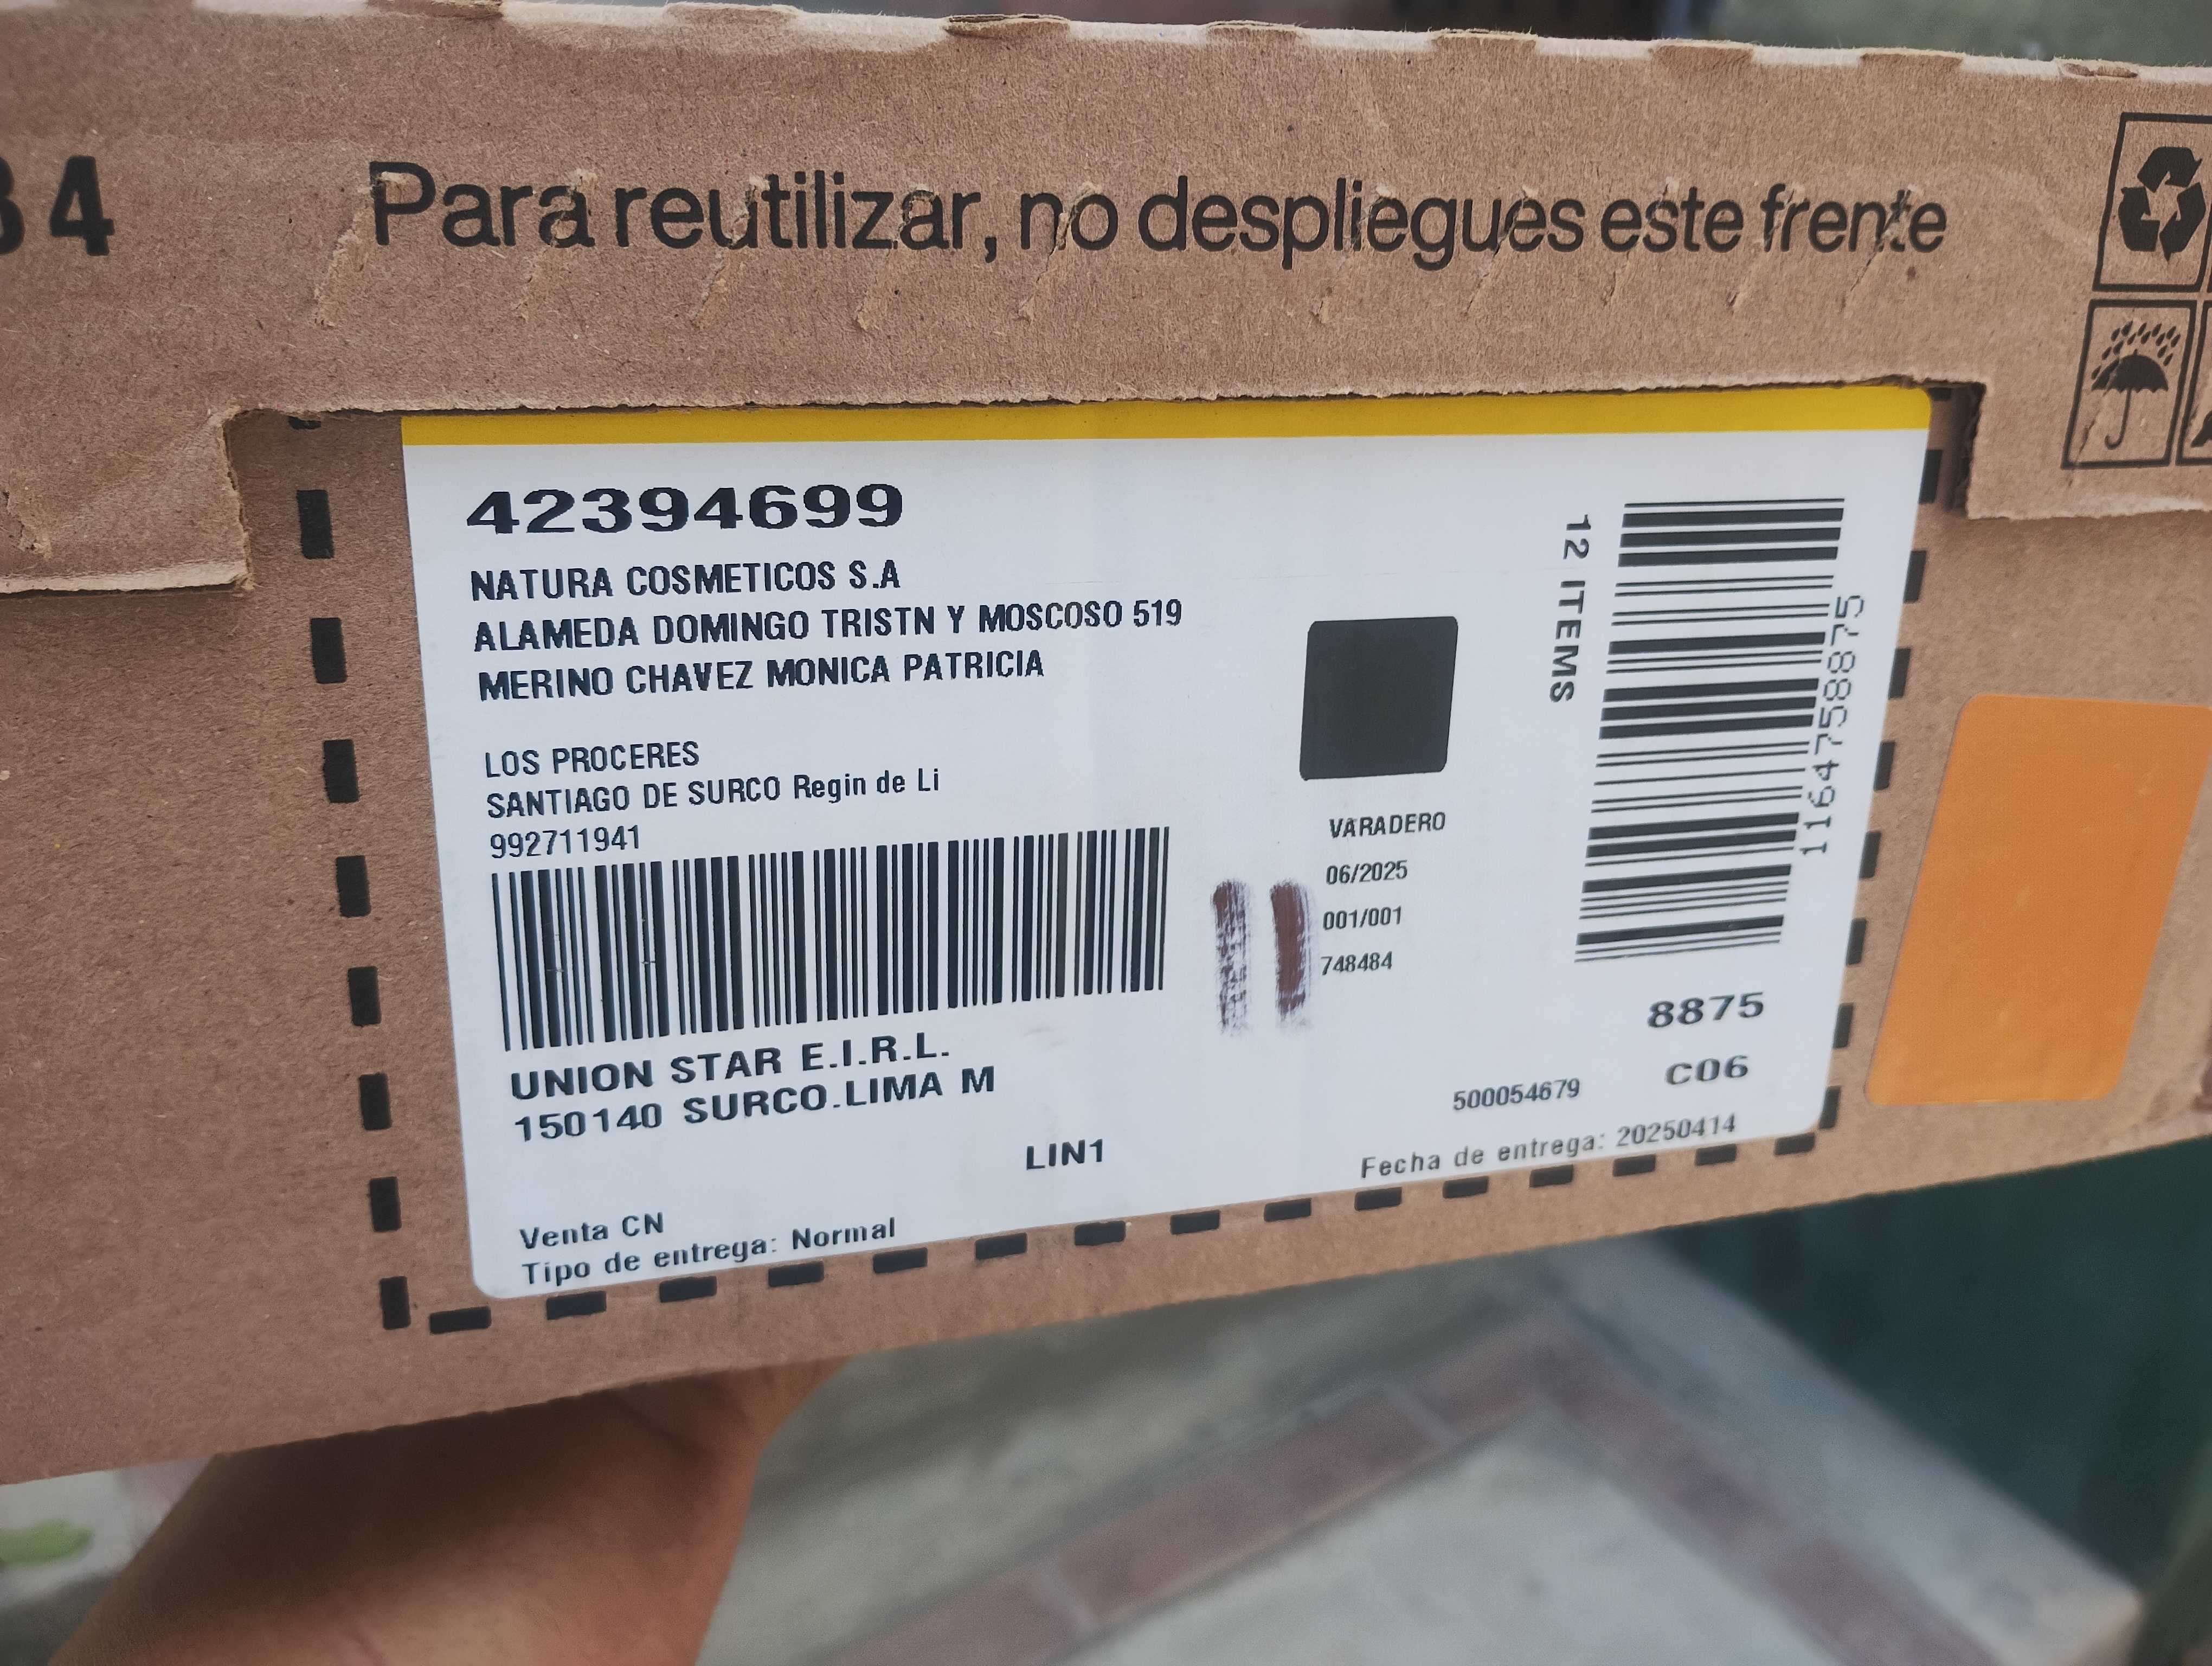 34
Para reutilizar, no despliegues este frente
42394699
NATURA COSMETICOS S.A
ALAMEDA DOMINGO TRISTN Y MOSCOSO 519
MERINO CHAVEZ MONICA PATRICIA
LOS PROCERES
SANTIAGO DE SURCO Regin de Li
992711941
UNION STAR E.I.R.L.
150140 SURCO.LIMA M
LIN1
Venta CN
Tipo de entrega: Normal
VARADERO
06/2025
001/001
748484
12 ITEMS
11647588875
8875
C06
500054679
Fecha de entrega: 20250414